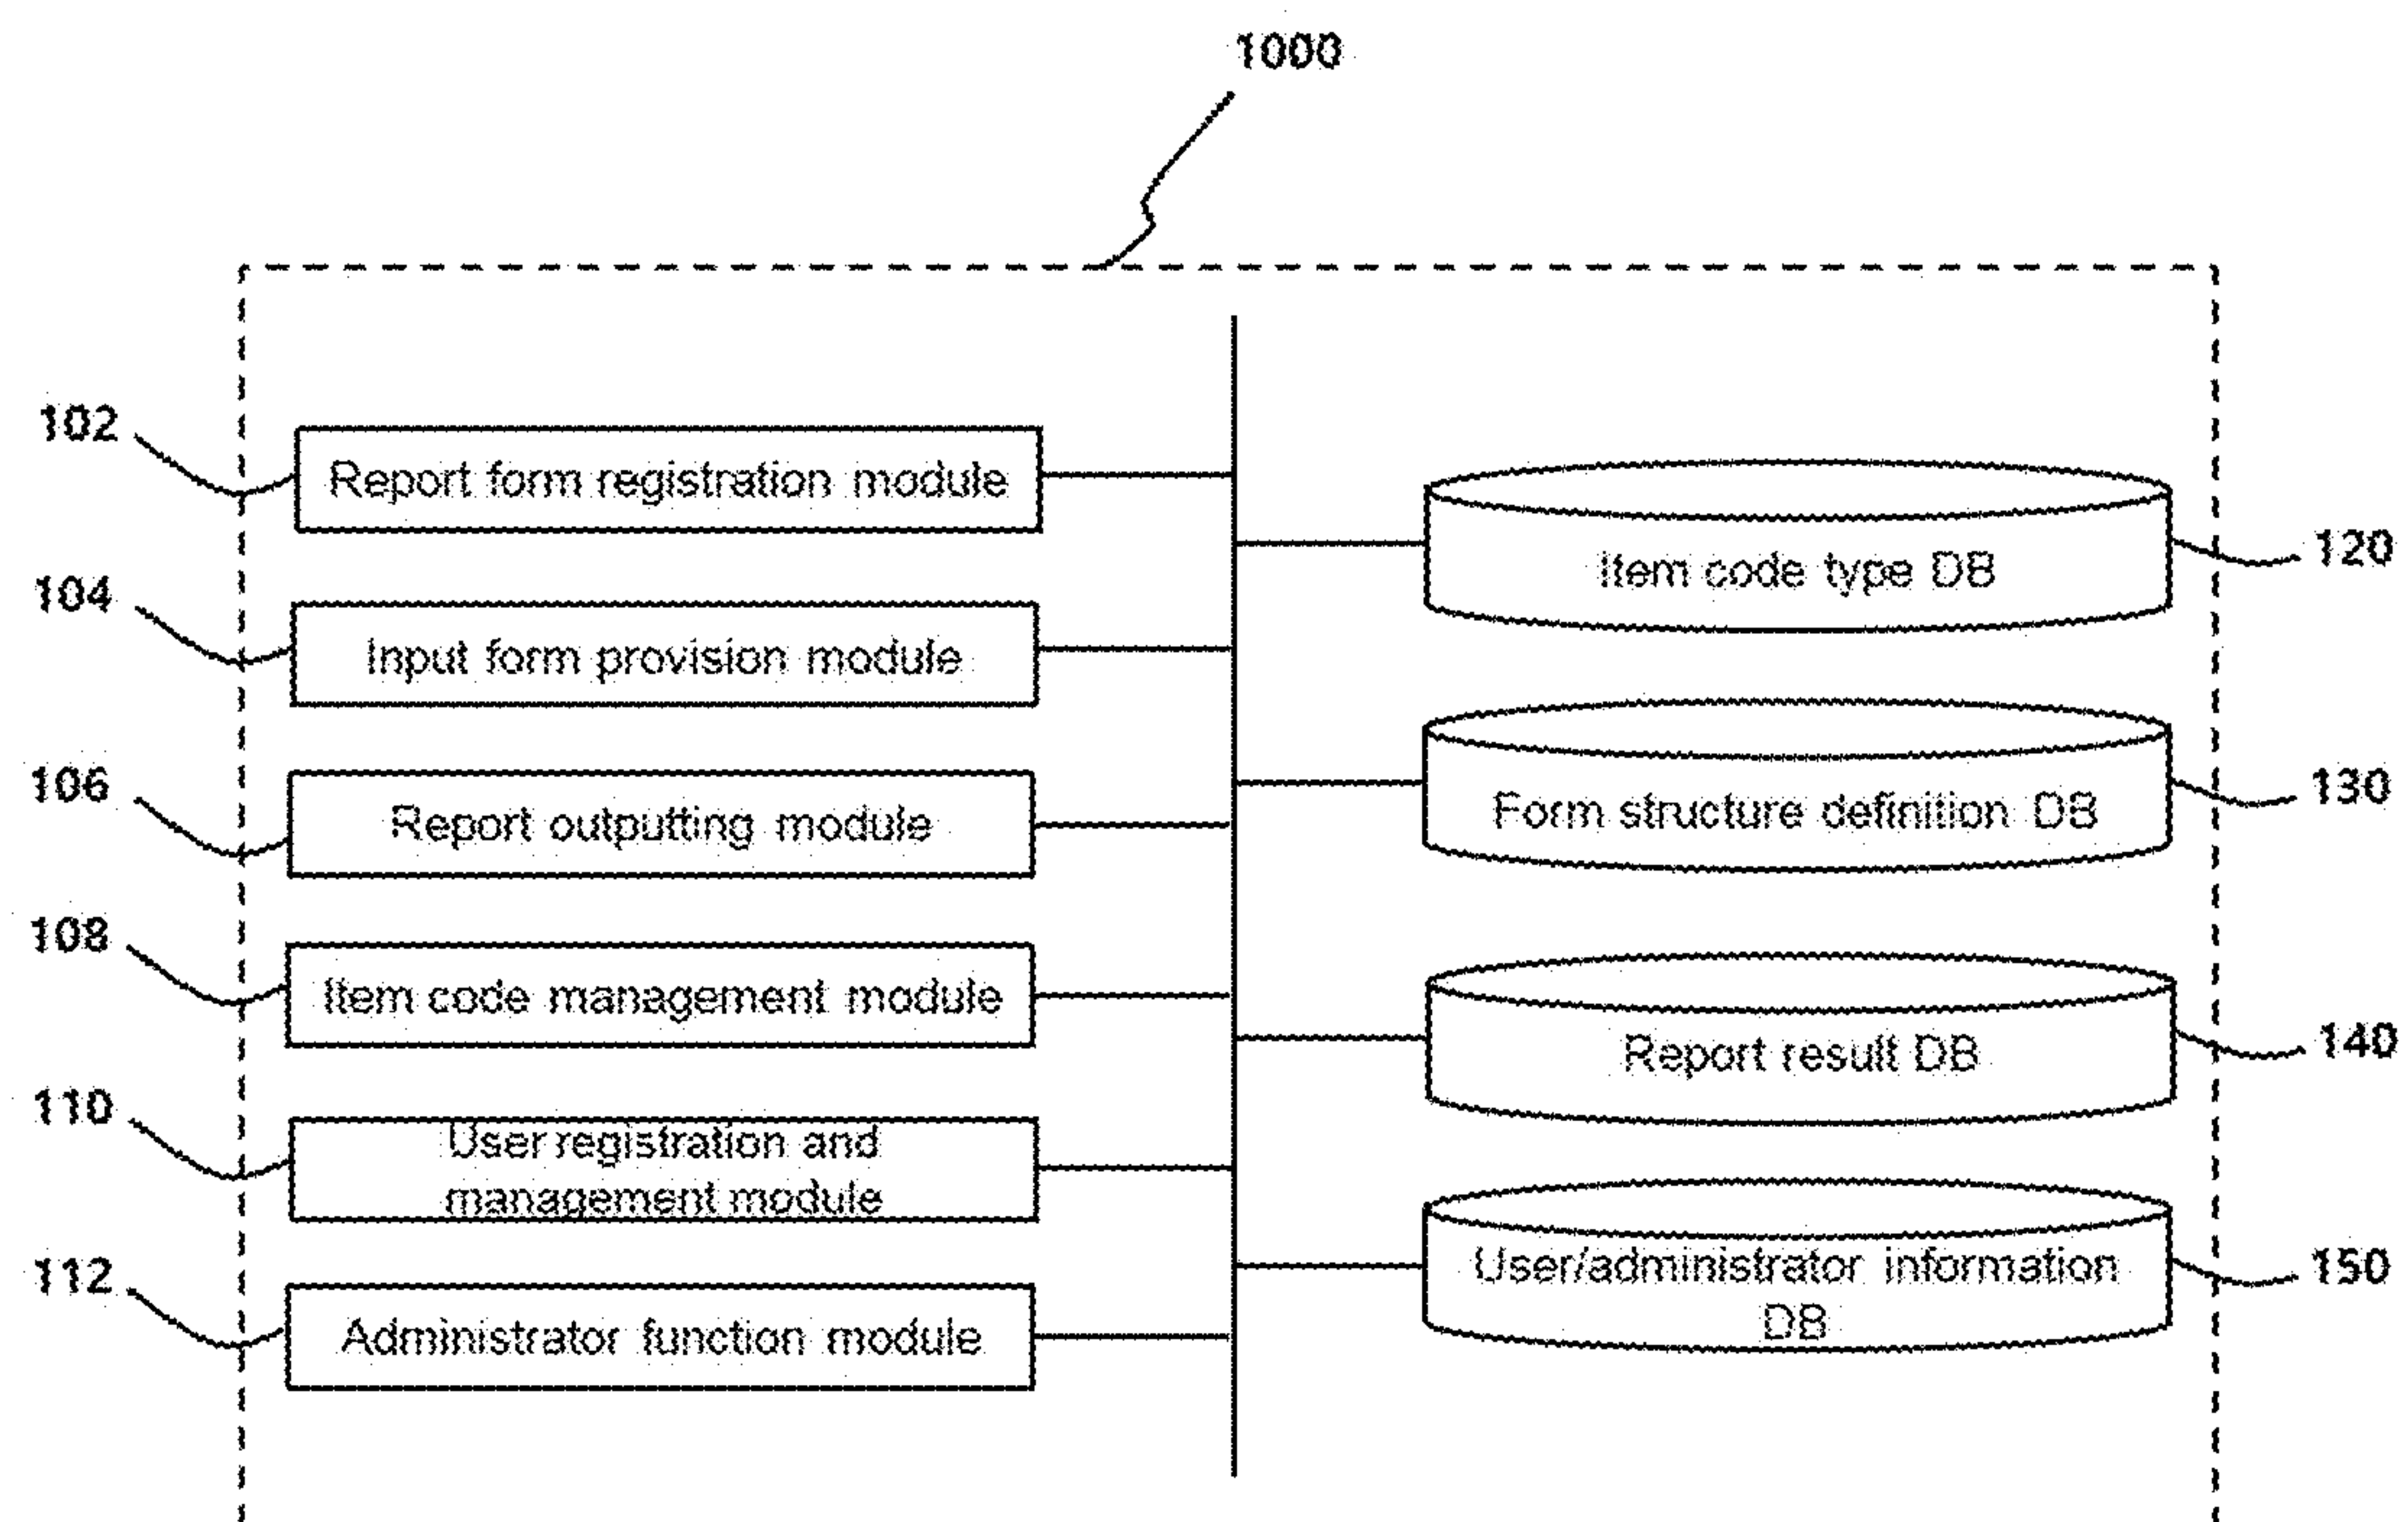 1000
102
Report form registration module
104
Input form provision module
106
Report outputting module
108
Item code management module
110
User registration and
management module
112
Administrator function module
Item code type DB
120
Form structure definition DB
130
Report result DB
140
User/administrator information
DB
150